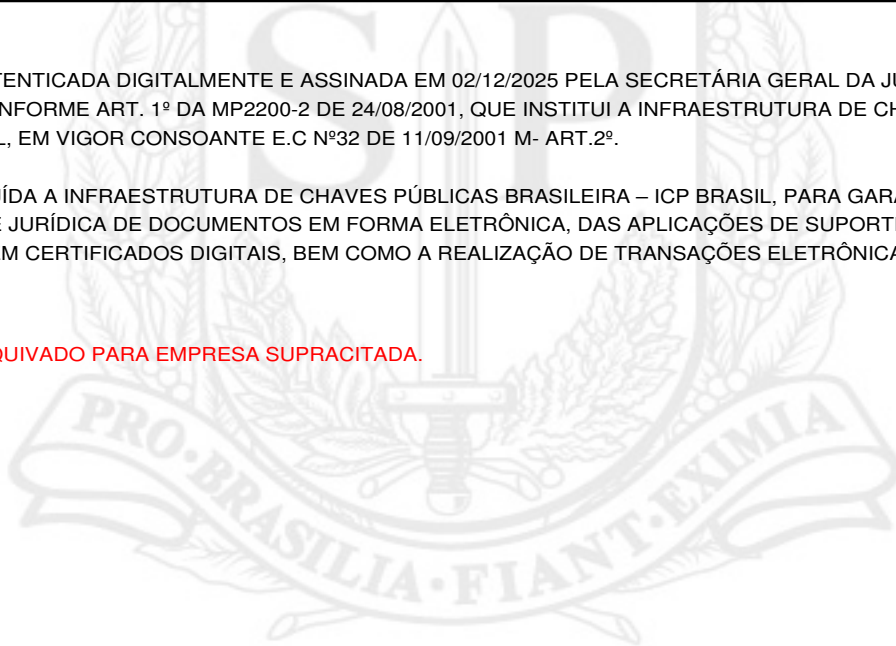 TENTICADA DIGITALMENTE E ASSINADA EM 02/12/2025 PELA SECRETÁRIA GERAL DA JU
NFORME ART. 1º DA MP2200-2 DE 24/08/2001, QUE INSTITUI A INFRAESTRUTURA DE CH
L, EM VIGOR CONSOANTE E.C Nº32 DE 11/09/2001 M- ART.2º.
ÍDA A INFRAESTRUTURA DE CHAVES PÚBLICAS BRASILEIRA – ICP BRASIL, PARA GARA
E JURÍDICA DE DOCUMENTOS EM FORMA ELETRÔNICA, DAS APLICAÇÕES DE SUPORTE
EM CERTIFICADOS DIGITAIS, BEM COMO A REALIZAÇÃO DE TRANSAÇÕES ELETRÔNICA
QUIVADO PARA EMPRESA SUPRACITADA.
SP
PRO·BRASILIA·FIANT·EXIMIA